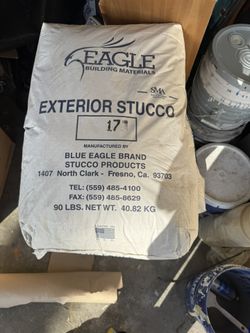 EAGLE
BUILDING MATERIALS
SMA
EXTERIOR STUCCO
17
MANUFACTURED BY
BLUE EAGLE BRAND
STUCCO PRODUCTS
1407 North Clark - Fresno, Ca. 93703
TEL: (559) 485-4100
FAX: (559) 485-8629
90 LBS. NET WT. 40.82 KG